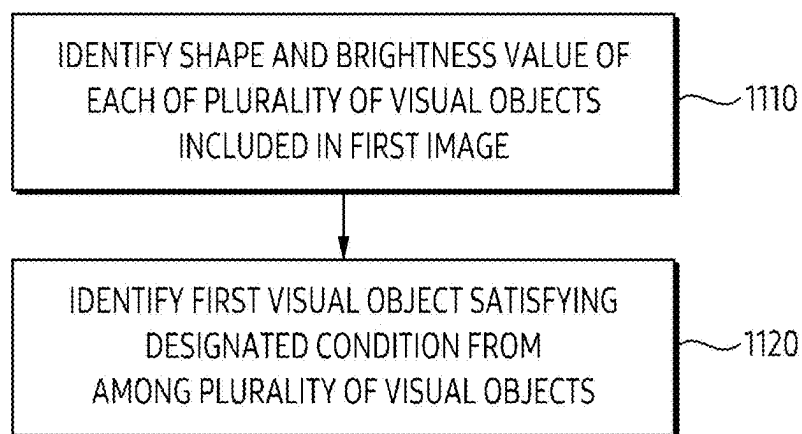 IDENTIFY SHAPE AND BRIGHTNESS VALUE OF
EACH OF PLURALITY OF VISUAL OBJECTS
INCLUDED IN FIRST IMAGE
1110
IDENTIFY FIRST VISUAL OBJECT SATISFYING
DESIGNATED CONDITION FROM
AMONG PLURALITY OF VISUAL OBJECTS
1120